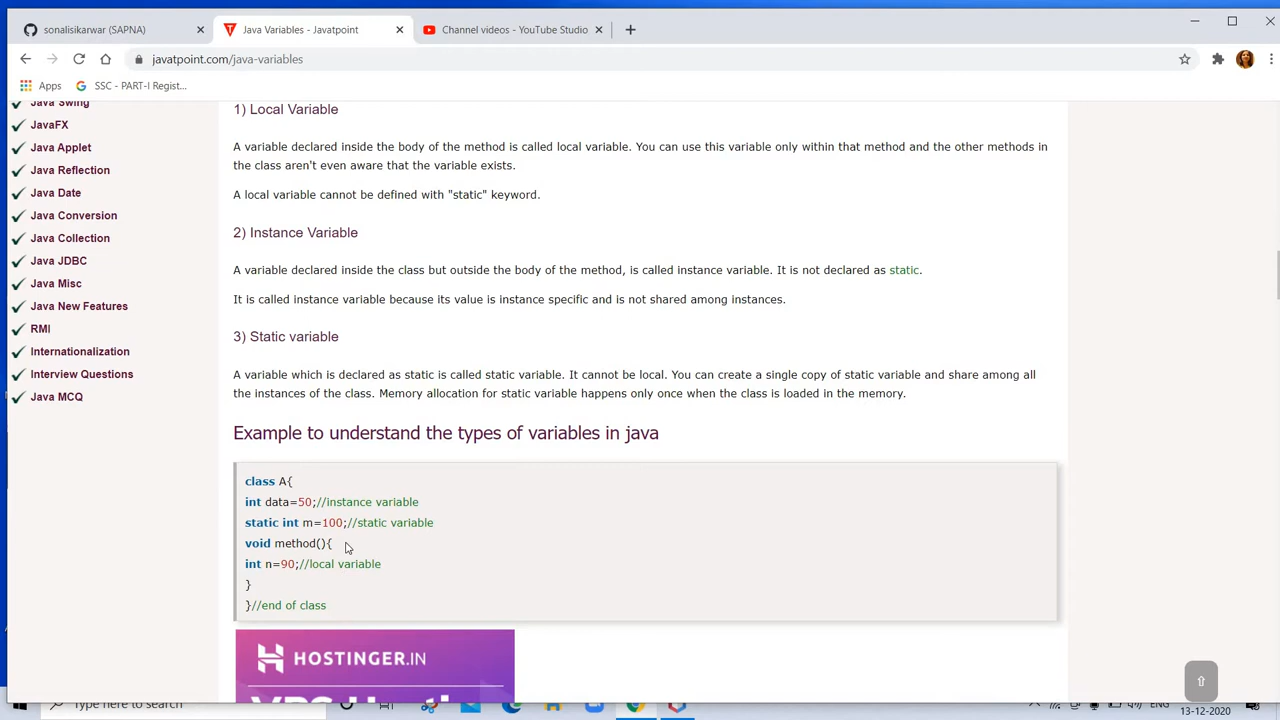 sonalisikarwar (SAPNA)
Java Variables - Javatpoint
Channel videos - YouTube Studio
javatpoint.com/java-variables
Apps
SSC - PART-I Regist...
Java Swing
JavaFX
Java Applet
Java Reflection
Java Date
Java Conversion
Java Collection
Java JDBC
Java Misc
Java New Features
RMI
Internationalization
Interview Questions
Java MCQ
1) Local Variable
A variable declared inside the body of the method is called local variable. You can use this variable only within that method and the other methods in
the class aren't even aware that the variable exists.
A local variable cannot be defined with "static" keyword.
2) Instance Variable
A variable declared inside the class but outside the body of the method, is called instance variable. It is not declared as static.
It is called instance variable because its value is instance specific and is not shared among instances.
3) Static variable
A variable which is declared as static is called static variable. It cannot be local. You can create a single copy of static variable and share among all
the instances of the class. Memory allocation for static variable happens only once when the class is loaded in the memory.
Example to understand the types of variables in java
class A{
int data=50;//instance variable
static int m=100;//static variable
void method(){
int n=90;//local variable
}
}//end of class
HOSTINGER.IN
Type here to search
ENG
13-12-2020